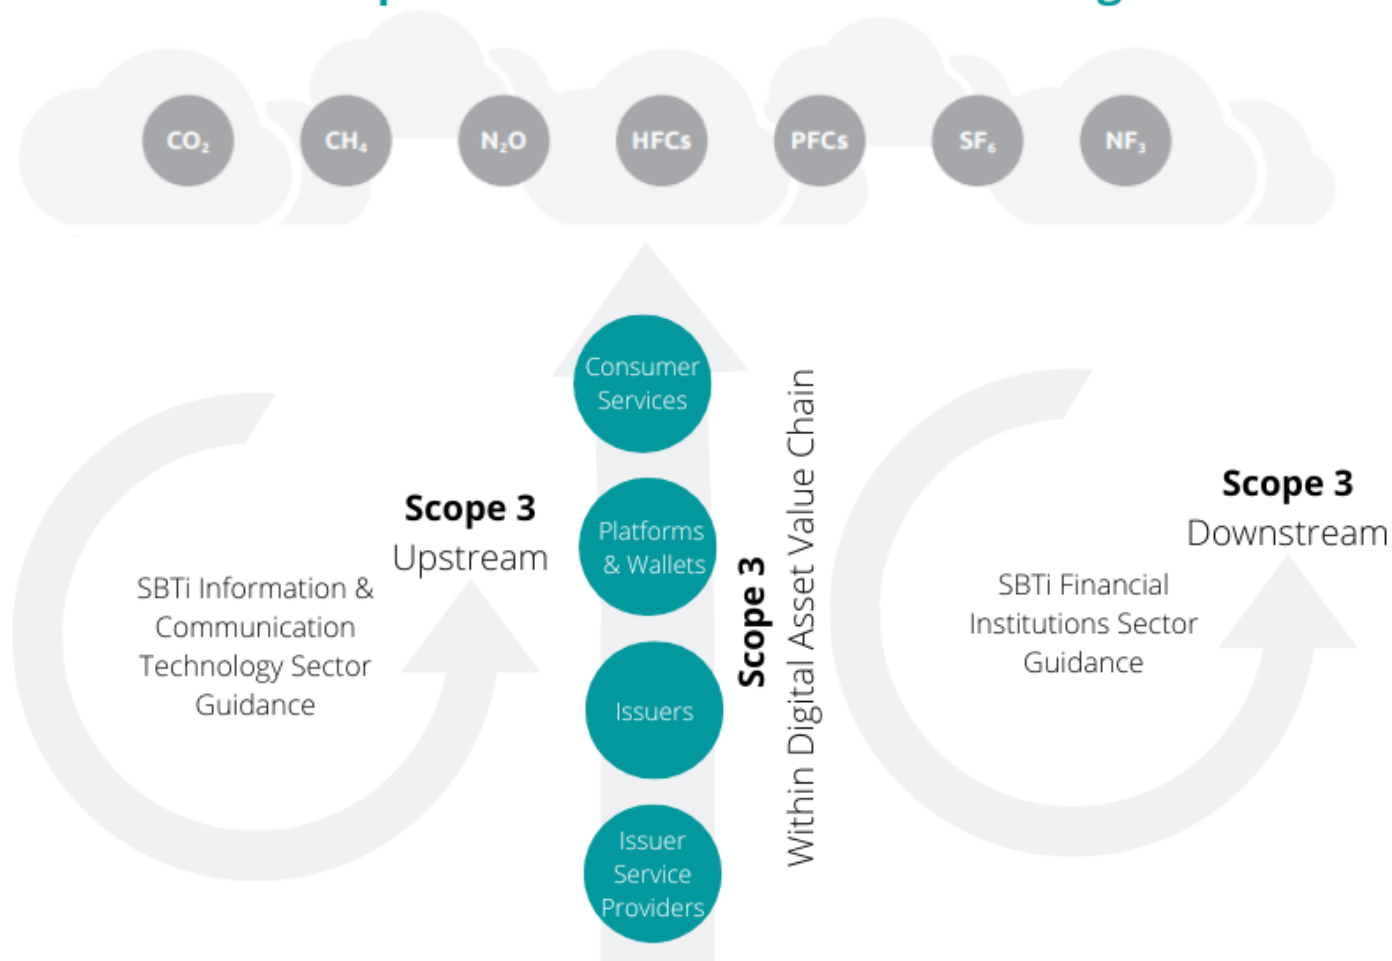 CO₂
CH₄
N₂O
HFCs
PFCs
SF₆
NF₃
Consumer
Services
Platforms
& Wallets
Issuers
Issuer
Service
Providers
Scope 3
Within Digital Asset Value Chain
Scope 3
Upstream
SBTi Information &
Communication
Technology Sector
Guidance
Scope 3
Downstream
SBTi Financial
Institutions Sector
Guidance